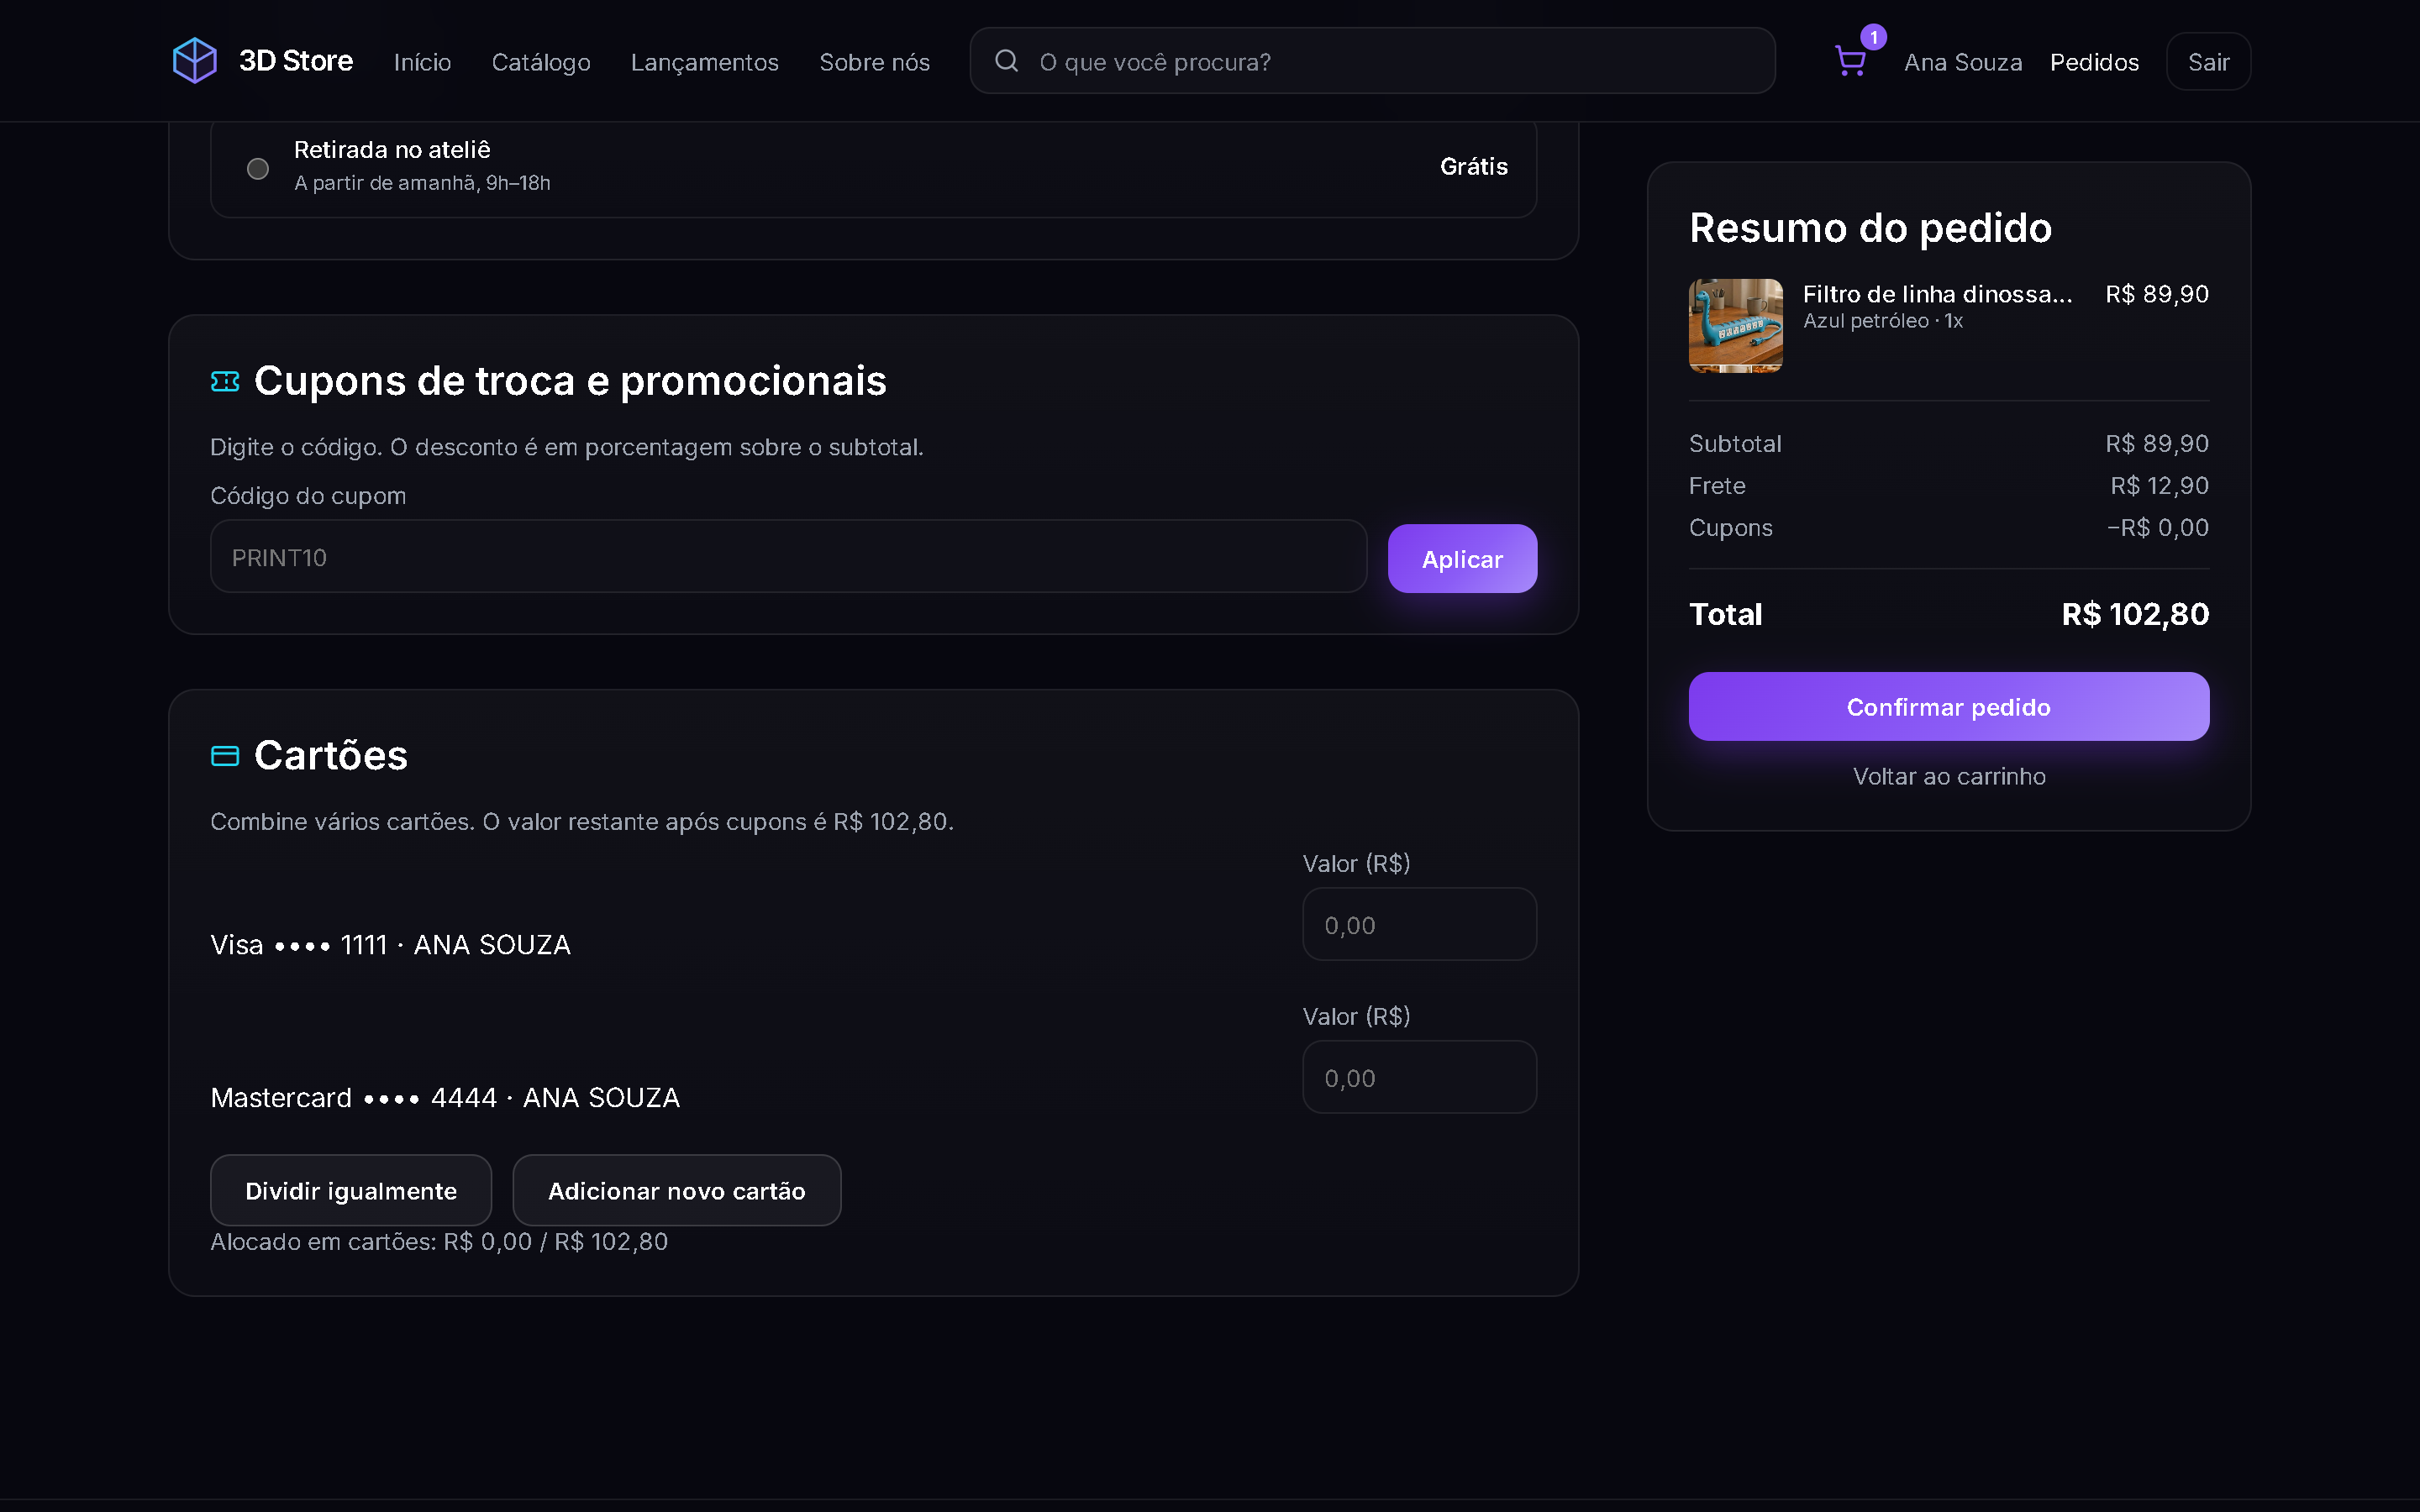 3D Store
Início
Catálogo
Lançamentos
Sobre nós
O que você procura?
1
Ana Souza
Pedidos
Sair
Retirada no ateliê
A partir de amanhã, 9h–18h
Grátis
Cupons de troca e promocionais
Digite o código. O desconto é em porcentagem sobre o subtotal.
Código do cupom
PRINT10
Aplicar
Cartões
Combine vários cartões. O valor restante após cupons é R$ 102,80.
Valor (R$)
0,00
Visa •••• 1111 · ANA SOUZA
Valor (R$)
0,00
Mastercard •••• 4444 · ANA SOUZA
Dividir igualmente
Adicionar novo cartão
Alocado em cartões: R$ 0,00 / R$ 102,80
Resumo do pedido
Filtro de linha dinossa... R$ 89,90
Azul petróleo · 1x
Subtotal R$ 89,90
Frete R$ 12,90
Cupons −R$ 0,00
Total R$ 102,80
Confirmar pedido
Voltar ao carrinho